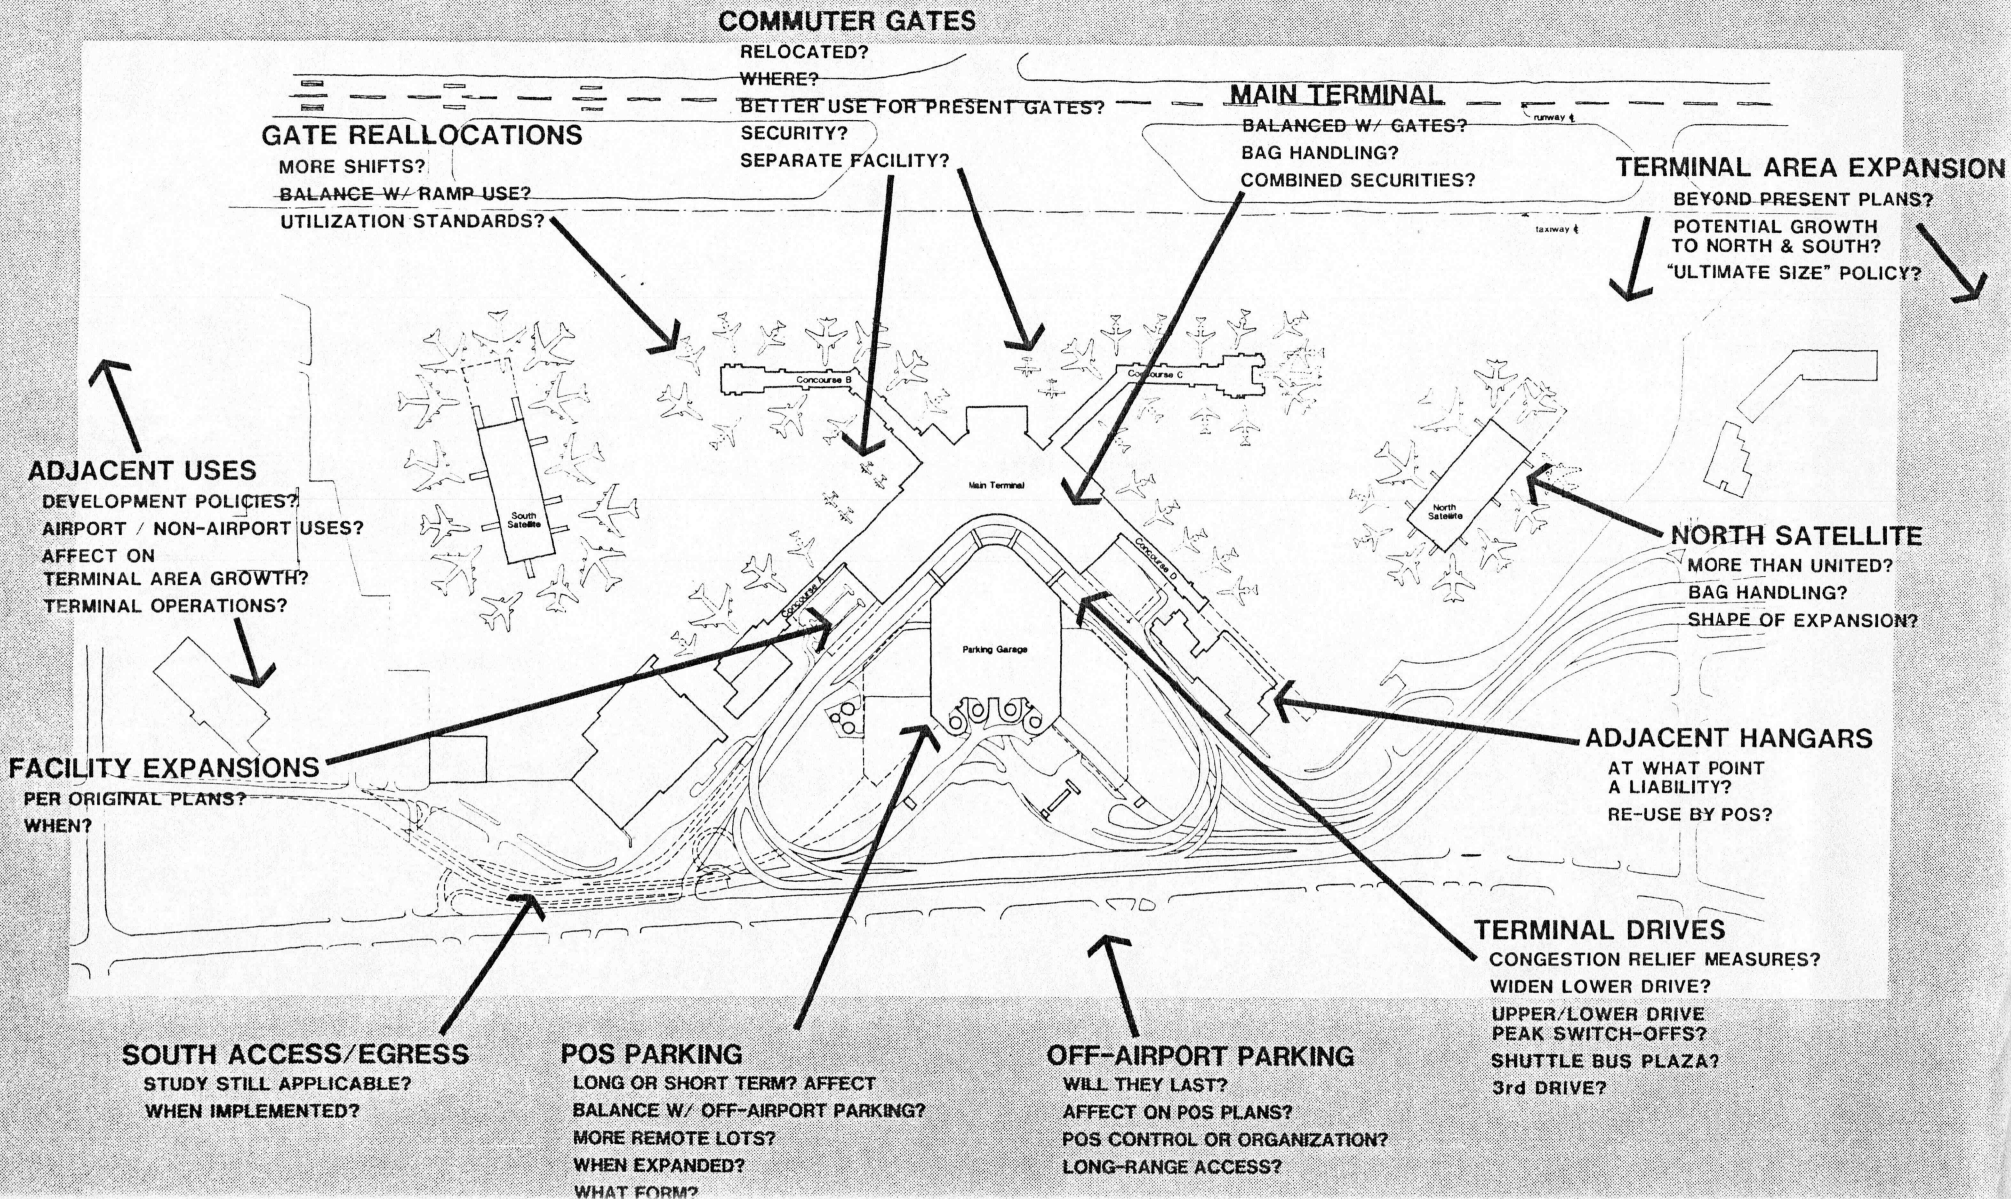 COMMUTER GATES
RELOCATED?
WHERE?
BETTER USE FOR PRESENT GATES?
SECURITY?
SEPARATE FACILITY?
MAIN TERMINAL
BALANCED W/ GATES?
BAG HANDLING?
COMBINED SECURITIES?
runway ℄
GATE REALLOCATIONS
MORE SHIFTS?
BALANCE W/ RAMP USE?
UTILIZATION STANDARDS?
TERMINAL AREA EXPANSION
BEYOND PRESENT PLANS?
POTENTIAL GROWTH
TO NORTH & SOUTH?
"ULTIMATE SIZE" POLICY?
taxiway ℄
Concourse B
Concourse C
Main Terminal
South
Satellite
North
Satellite
Concourse A
Concourse D
Parking Garage
ADJACENT USES
DEVELOPMENT POLICIES?
AIRPORT / NON-AIRPORT USES?
AFFECT ON
TERMINAL AREA GROWTH?
TERMINAL OPERATIONS?
NORTH SATELLITE
MORE THAN UNITED?
BAG HANDLING?
SHAPE OF EXPANSION?
FACILITY EXPANSIONS
PER ORIGINAL PLANS?
WHEN?
ADJACENT HANGARS
AT WHAT POINT
A LIABILITY?
RE-USE BY POS?
TERMINAL DRIVES
CONGESTION RELIEF MEASURES?
WIDEN LOWER DRIVE?
UPPER/LOWER DRIVE
PEAK SWITCH-OFFS?
SHUTTLE BUS PLAZA?
3rd DRIVE?
SOUTH ACCESS/EGRESS
STUDY STILL APPLICABLE?
WHEN IMPLEMENTED?
POS PARKING
LONG OR SHORT TERM? AFFECT
BALANCE W/ OFF-AIRPORT PARKING?
MORE REMOTE LOTS?
WHEN EXPANDED?
WHAT FORM?
OFF-AIRPORT PARKING
WILL THEY LAST?
AFFECT ON POS PLANS?
POS CONTROL OR ORGANIZATION?
LONG-RANGE ACCESS?